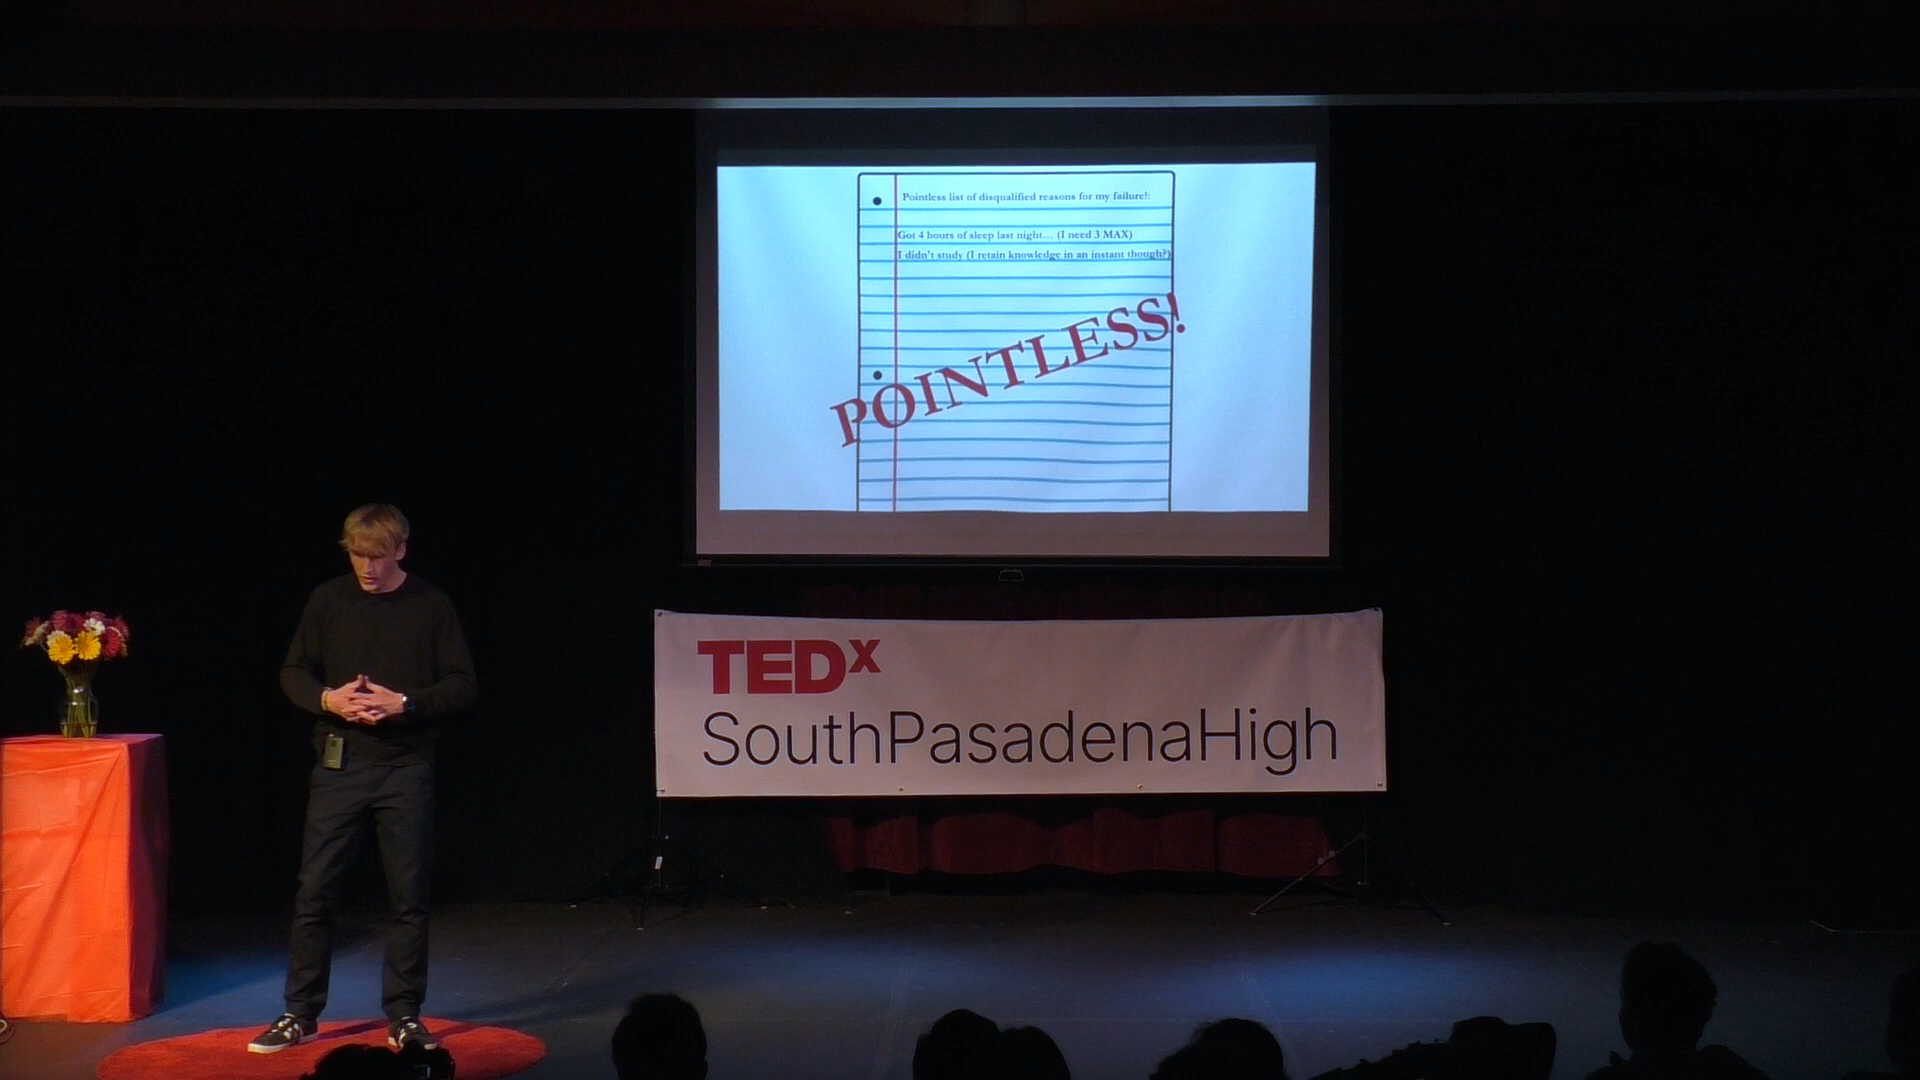 Pointless list of disqualified reasons for my failure!:
Got 4 hours of sleep last night… (I need 3 MAX)
I didn't study (I retain knowledge in an instant though?)
POINTLESS!
TEDx
SouthPasadenaHigh